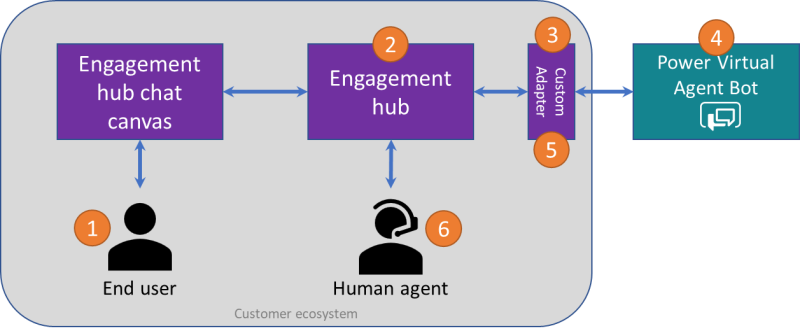 2
3
4
Engagement
hub chat
canvas
Engagement
hub
Custom
Adapter
Power Virtual
Agent Bot
5
1
6
End user
Human agent
Customer ecosystem